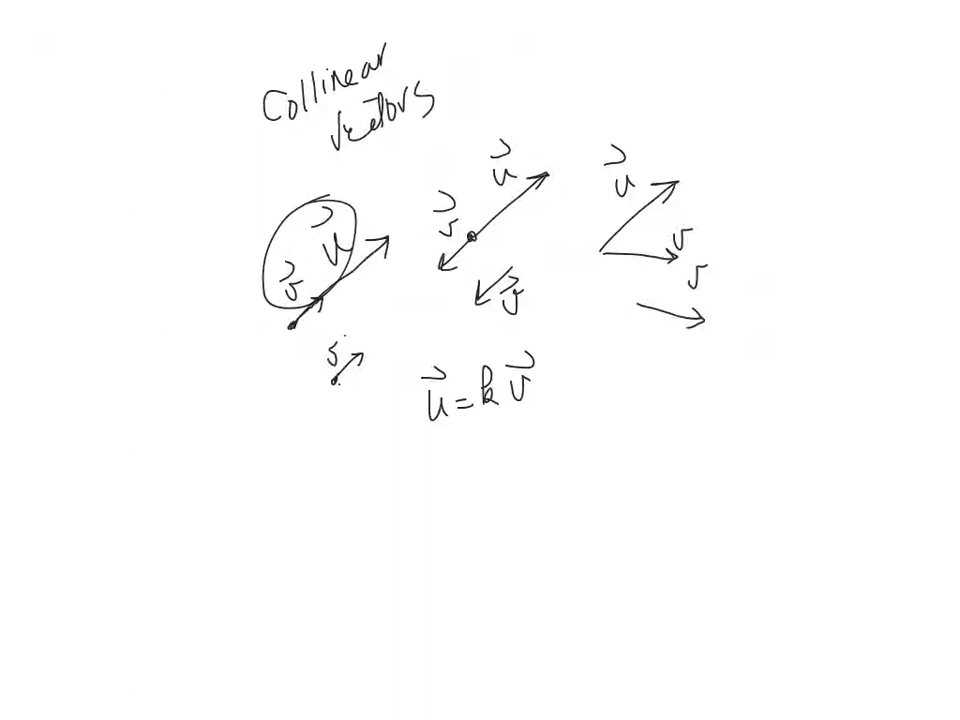 Collinear
vectors
u⃗
v⃗
u⃗
v⃗
v⃗
u⃗
v
v
v⃗
v
u⃗ = k v⃗